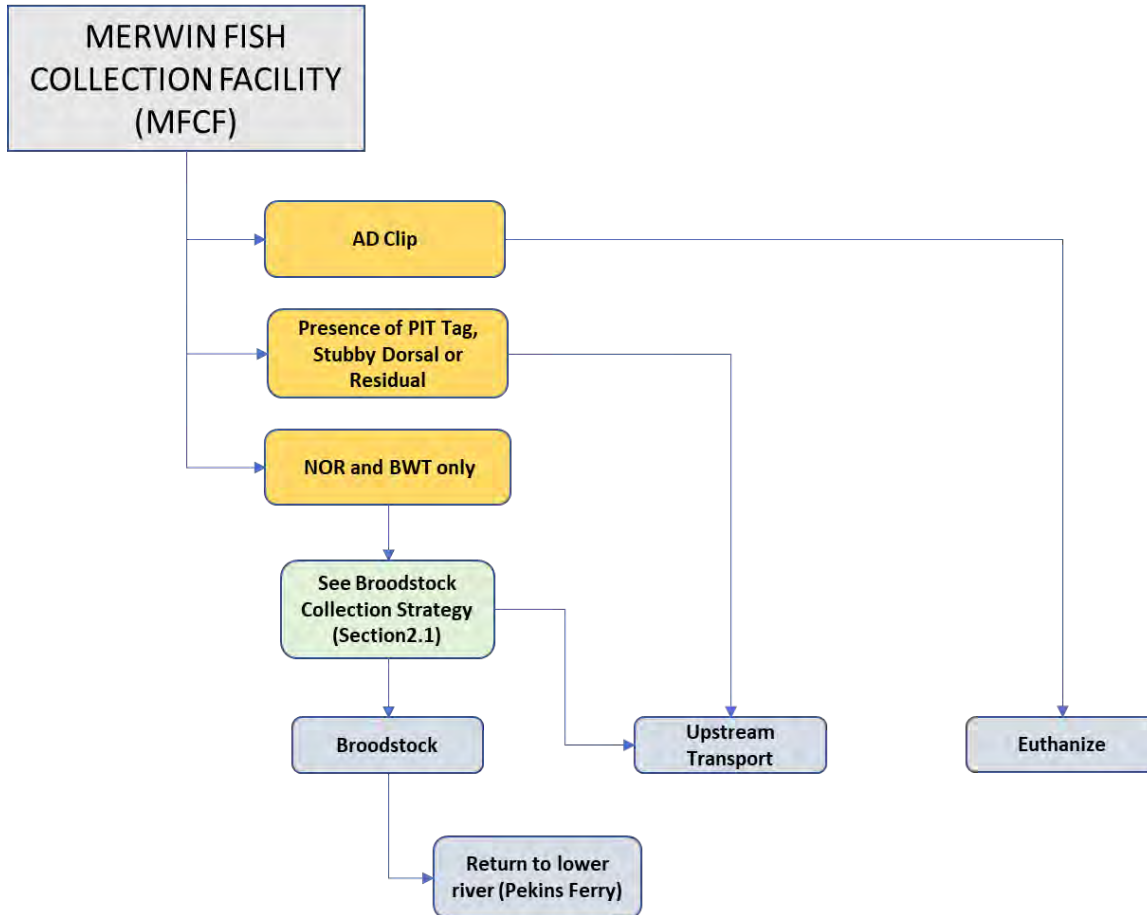 MERWIN FISH
COLLECTION FACILITY
(MFCF)
AD Clip
Presence of PIT Tag,
Stubby Dorsal or
Residual
NOR and BWT only
See Broodstock
Collection Strategy
(Section2.1)
Broodstock
Upstream
Transport
Euthanize
Return to lower
river (Pekins Ferry)